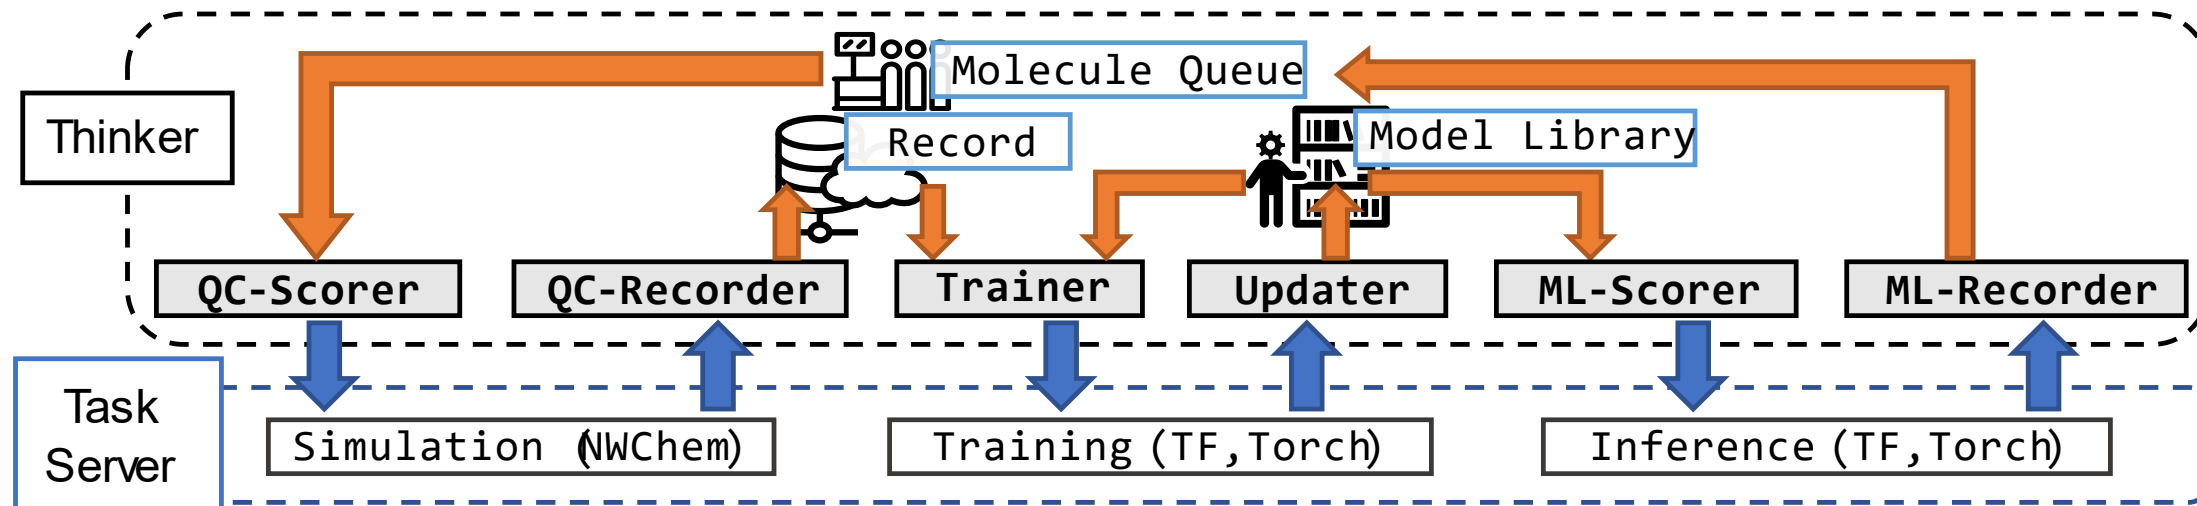 Molecule Queue
Thinker
Record
Model Library
QC-Scorer
QC-Recorder
Trainer
Updater
ML-Scorer
ML-Recorder
Task
Server
Simulation (NWChem)
Training (TF,Torch)
Inference (TF,Torch)